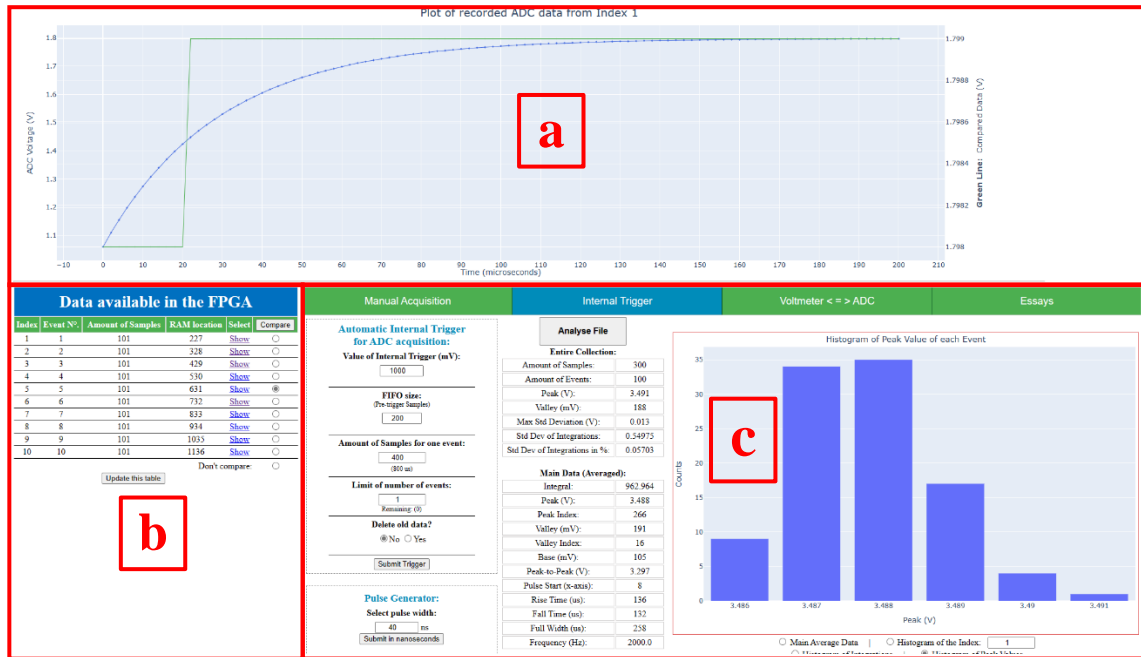 Plot of recorded ADC data from Index 1
1.8
1.7
1.6
1.5
1.4
1.3
1.2
1.1
ADC Voltage (V)
1.799
1.7988
1.7986
1.7984
1.7982
1.798
Green Line: Compared Data (V)
a
−10 0 10 20 30 40 50 60 70 80 90 100 110 120 130 140 150 160 170 180 190 200 210
Time (microseconds)
Data available in the FPGA
Index Event Nº. Amount of Samples RAM location Select Compare
1 1 101 227 Show
2 2 101 328 Show
3 3 101 429 Show
4 4 101 530 Show
5 5 101 631 Show
6 6 101 732 Show
7 7 101 833 Show
8 8 101 934 Show
9 9 101 1035 Show
10 10 101 1136 Show
Don't compare:
Update this table
b
Manual Acquisition Internal Trigger Voltmeter < = > ADC Essays
Automatic Internal Trigger
for ADC acquisition:
Value of Internal Trigger (mV):
1000
FIFO size:
(Pre-trigger Samples)
200
Amount of Samples for one event:
400
(800 us)
Limit of number of events:
1
Remaining: (0)
Delete old data?
No Yes
Submit Trigger
Pulse Generator:
Select pulse width:
40 ns
Submit in nanoseconds
Analyse File
Entire Collection:
Amount of Samples: 300
Amount of Events: 100
Peak (V): 3.491
Valley (mV): 188
Max Std Deviation (V): 0.013
Std Dev of Integrations: 0.54975
Std Dev of Integrations in %: 0.05703
Main Data (Averaged):
Integral: 962.964
Peak (V): 3.488
Peak Index: 266
Valley (mV): 191
Valley Index: 16
Base (mV): 105
Peak-to-Peak (V): 3.297
Pulse Start (x-axis): 8
Rise Time (us): 136
Fall Time (us): 132
Full Width (us): 258
Frequency (Hz): 2000.0
Histogram of Peak Value of each Event
35
30
25
20
15
10
5
0
Counts
c
3.486 3.487 3.488 3.489 3.49 3.491
Peak (V)
Main Average Data | Histogram of the Index: 1
Histogram of Integrations | Histogram of Peak Values